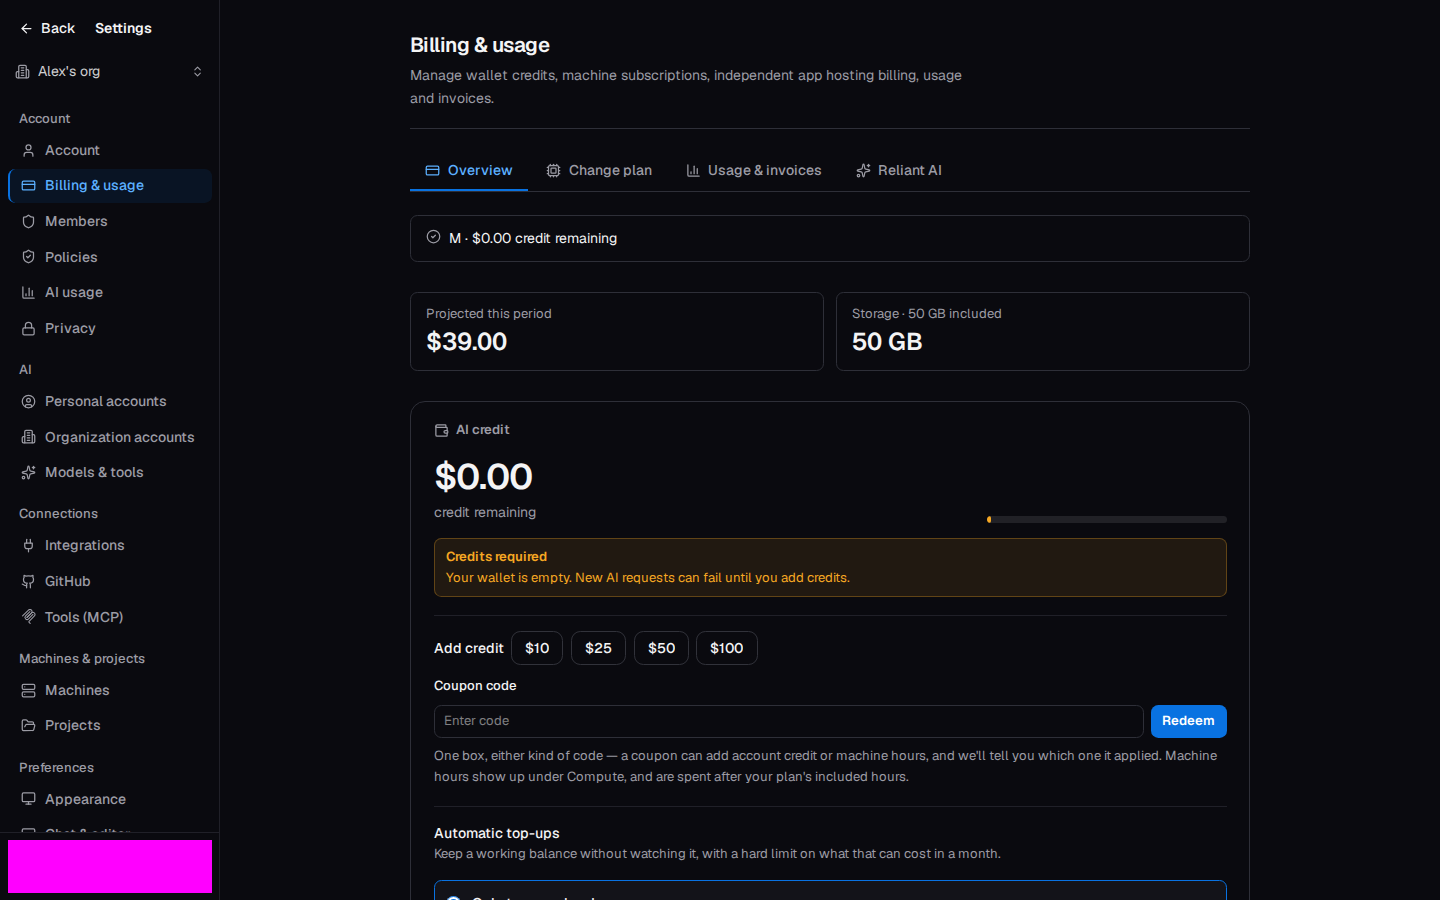 Back Settings
Alex's org
Account
Account
Billing & usage
Members
Policies
AI usage
Privacy
AI
Personal accounts
Organization accounts
Models & tools
Connections
Integrations
GitHub
Tools (MCP)
Machines & projects
Machines
Projects
Preferences
Appearance
Billing & usage
Manage wallet credits, machine subscriptions, independent app hosting billing, usage
and invoices.
Overview Change plan Usage & invoices Reliant AI
M · $0.00 credit remaining
Projected this period
$39.00
Storage · 50 GB included
50 GB
AI credit
$0.00
credit remaining
Credits required
Your wallet is empty. New AI requests can fail until you add credits.
Add credit $10 $25 $50 $100
Coupon code
Enter code Redeem
One box, either kind of code — a coupon can add account credit or machine hours, and we'll tell you which one it applied. Machine
hours show up under Compute, and are spent after your plan's included hours.
Automatic top-ups
Keep a working balance without watching it, with a hard limit on what that can cost in a month.